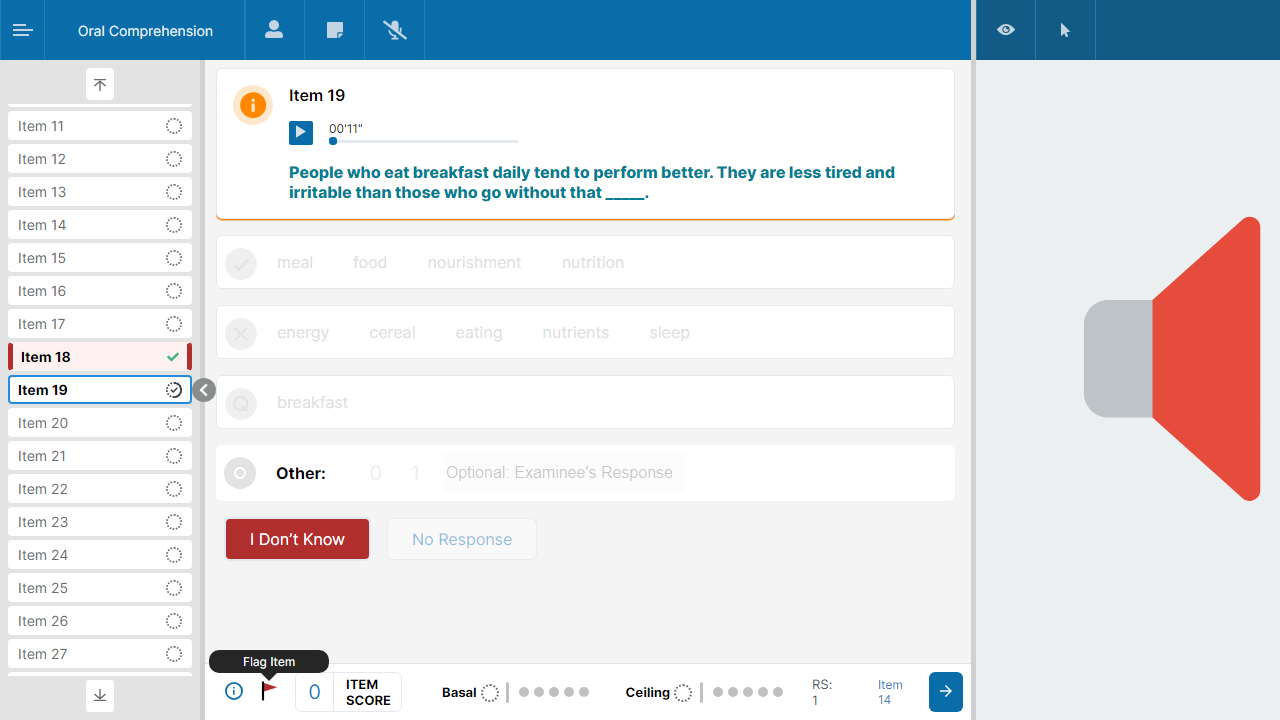 Oral Comprehension
Item 11
Item 12
Item 13
Item 14
Item 15
Item 16
Item 17
Item 18
Item 19
Item 20
Item 21
Item 22
Item 23
Item 24
Item 25
Item 26
Item 27
Item 19
00'11"
People who eat breakfast daily tend to perform better. They are less tired and
irritable than those who go without that _____.
meal food nourishment nutrition
energy cereal eating nutrients sleep
Q breakfast
Other: 0 1 Optional: Examinee's Response
I Don't Know No Response
Flag Item
0 ITEM
SCORE
Basal
Ceiling
RS:
1
Item
14